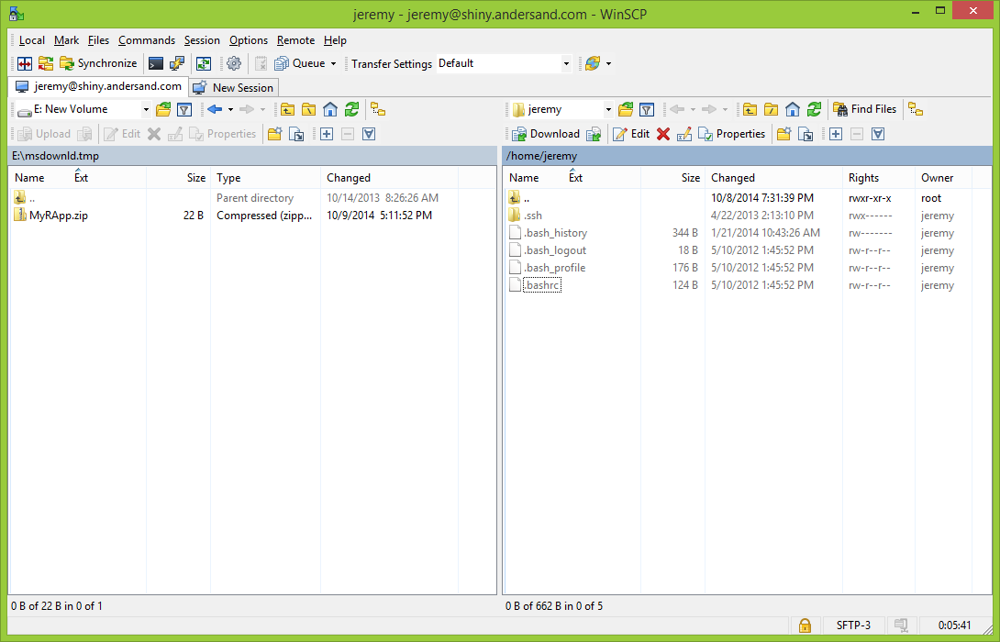 jeremy - jeremy@shiny.andersand.com - WinSCP
Local Mark Files Commands Session Options Remote Help
Synchronize Queue Transfer Settings Default
jeremy@shiny.andersand.com New Session
E: New Volume
Upload Edit Properties
E:\msdownld.tmp
Name Ext Size Type Changed
.. Parent directory 10/14/2013 8:26:26 AM
MyRApp.zip 22 B Compressed (zipp... 10/9/2014 5:11:52 PM
0 B of 22 B in 0 of 1
jeremy Find Files
Download Edit Properties
/home/jeremy
Name Ext Size Changed Rights Owner
.. 10/8/2014 7:31:39 PM rwxr-xr-x root
.ssh 4/22/2013 2:13:10 PM rwx------ jeremy
.bash_history 344 B 1/21/2014 10:43:26 AM rw------- jeremy
.bash_logout 18 B 5/10/2012 1:45:52 PM rw-r--r-- jeremy
.bash_profile 176 B 5/10/2012 1:45:52 PM rw-r--r-- jeremy
.bashrc 124 B 5/10/2012 1:45:52 PM rw-r--r-- jeremy
0 B of 662 B in 0 of 5
SFTP-3 0:05:41